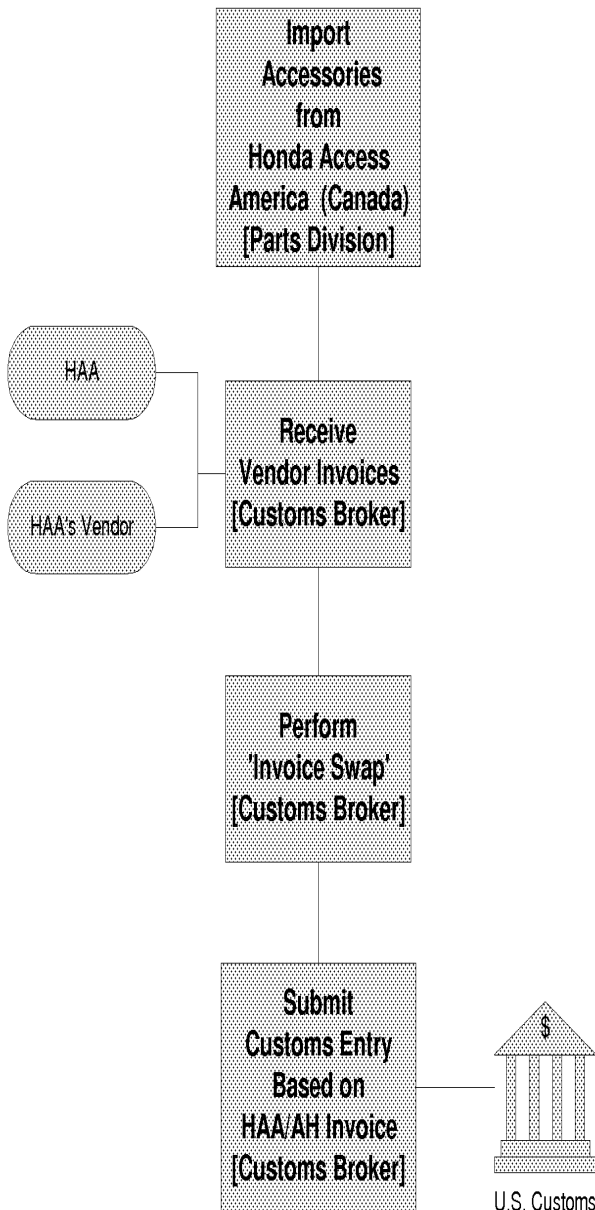 Import
Accessories
from
Honda Access
America (Canada)
[Parts Division]
HAA
HAA's Vendor
Receive
Vendor Invoices
[Customs Broker]
Perform
'Invoice Swap'
[Customs Broker]
Submit
Customs Entry
Based on
HAA/AH Invoice
[Customs Broker]
$
U.S. Customs